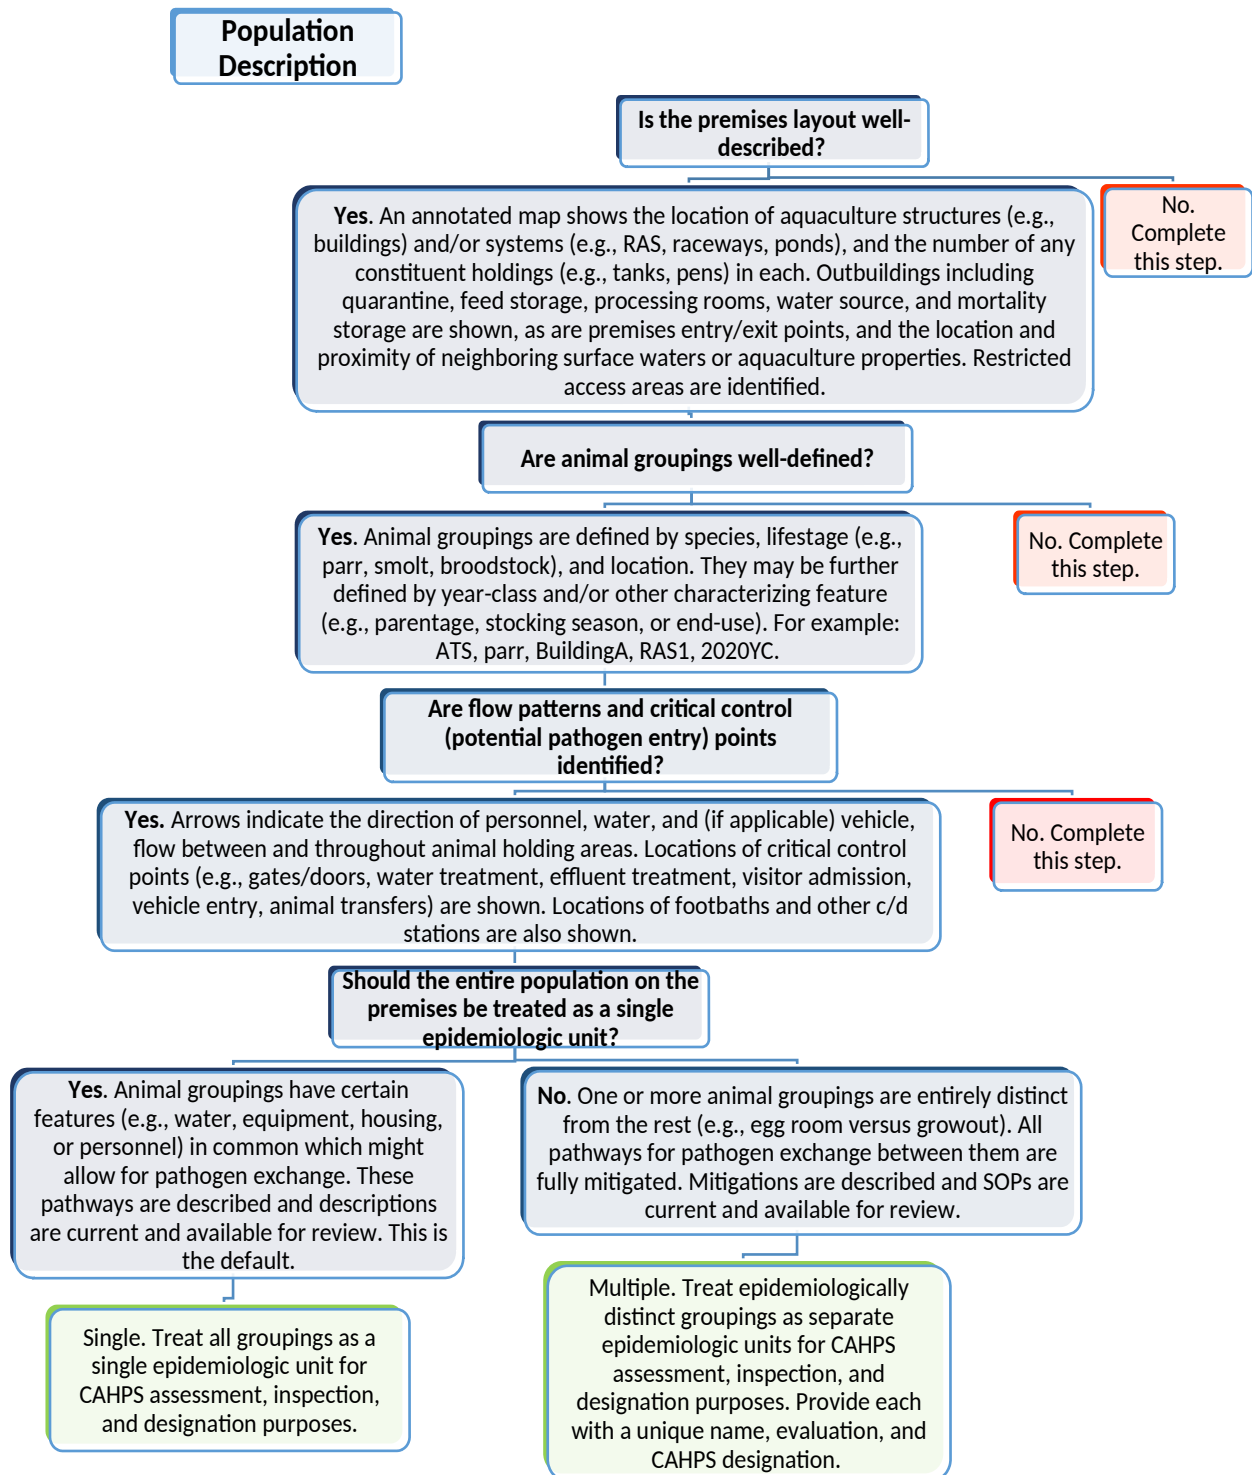 Population
Description
Is the premises layout well-
described?
Yes. An annotated map shows the location of aquaculture structures (e.g.,
buildings) and/or systems (e.g., RAS, raceways, ponds), and the number of any
constituent holdings (e.g., tanks, pens) in each. Outbuildings including
quarantine, feed storage, processing rooms, water source, and mortality
storage are shown, as are premises entry/exit points, and the location and
proximity of neighboring surface waters or aquaculture properties. Restricted
access areas are identified.
No.
Complete
this step.
Are animal groupings well-defined?
Yes. Animal groupings are defined by species, lifestage (e.g.,
parr, smolt, broodstock), and location. They may be further
defined by year-class and/or other characterizing feature
(e.g., parentage, stocking season, or end-use). For example:
ATS, parr, BuildingA, RAS1, 2020YC.
No. Complete
this step.
Are flow patterns and critical control
(potential pathogen entry) points
identified?
Yes. Arrows indicate the direction of personnel, water, and (if applicable) vehicle,
flow between and throughout animal holding areas. Locations of critical control
points (e.g., gates/doors, water treatment, effluent treatment, visitor admission,
vehicle entry, animal transfers) are shown. Locations of footbaths and other c/d
stations are also shown.
No. Complete
this step.
Should the entire population on the
premises be treated as a single
epidemiologic unit?
Yes. Animal groupings have certain
features (e.g., water, equipment, housing,
or personnel) in common which might
allow for pathogen exchange. These
pathways are described and descriptions
are current and available for review. This is
the default.
No. One or more animal groupings are entirely distinct
from the rest (e.g., egg room versus growout). All
pathways for pathogen exchange between them are
fully mitigated. Mitigations are described and SOPs are
current and available for review.
Single. Treat all groupings as a
single epidemiologic unit for
CAHPS assessment, inspection,
and designation purposes.
Multiple. Treat epidemiologically
distinct groupings as separate
epidemiologic units for CAHPS
assessment, inspection, and
designation purposes. Provide each
with a unique name, evaluation, and
CAHPS designation.